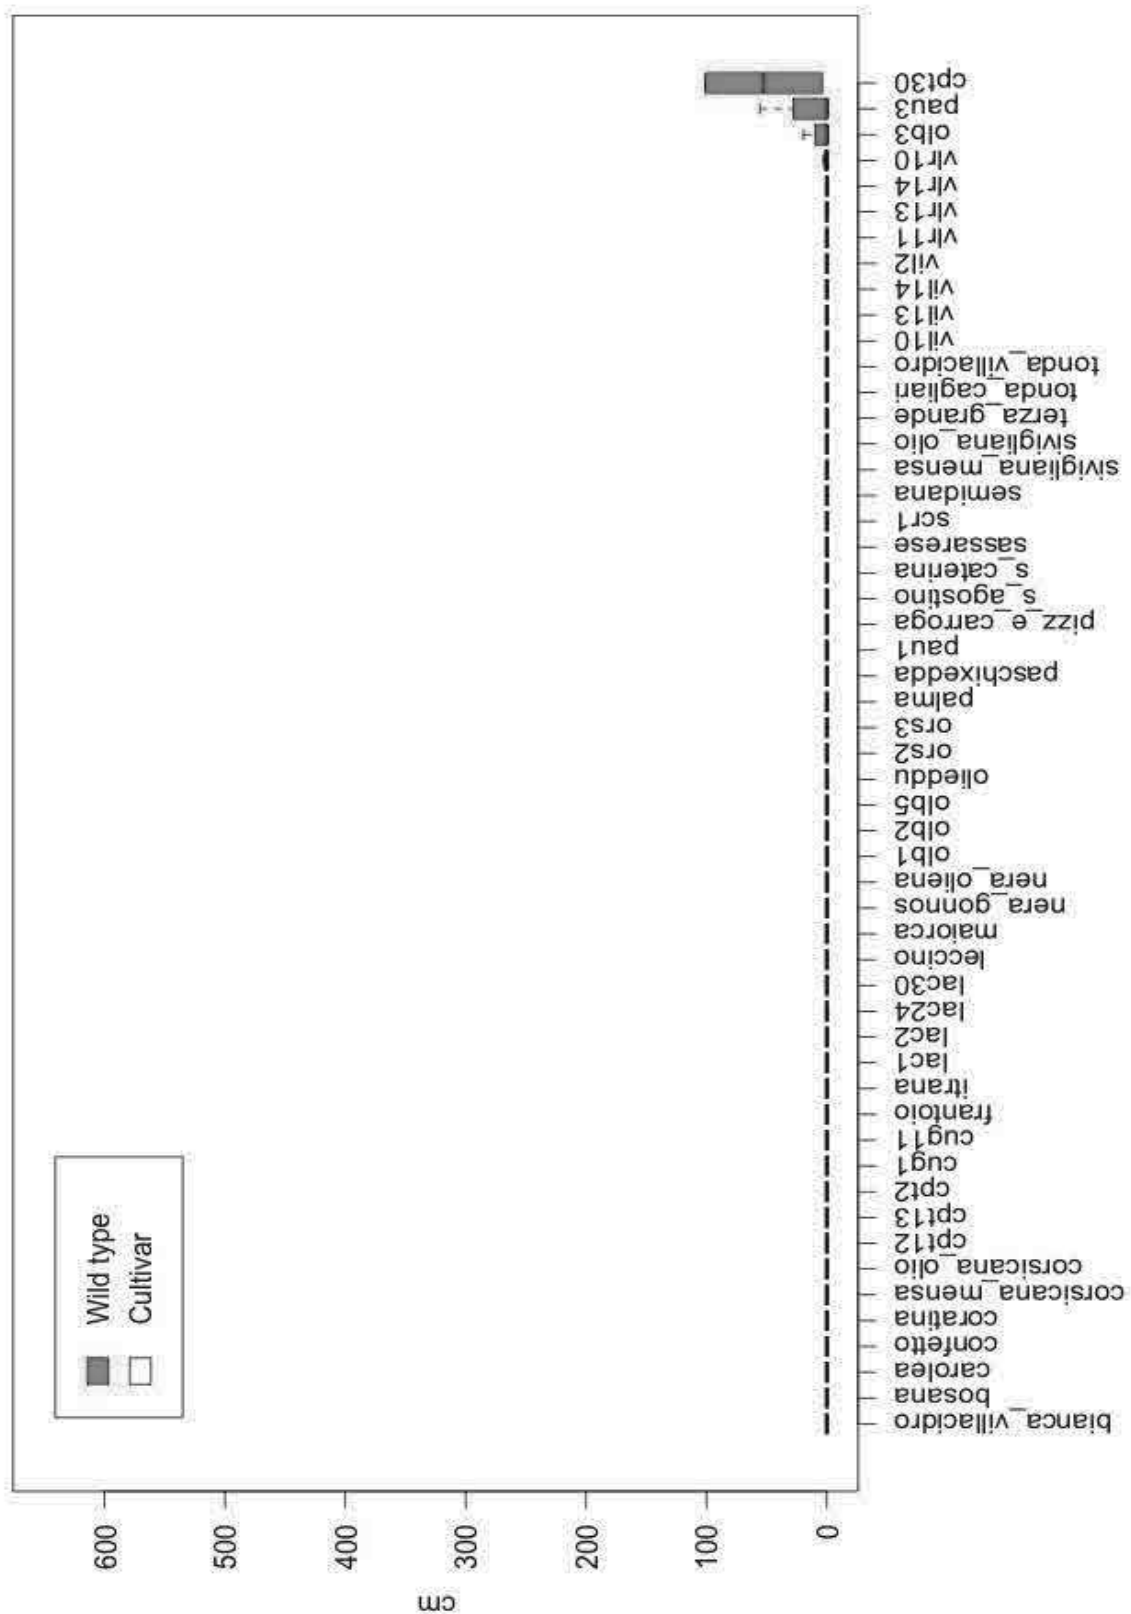 cm
600
500
400
300
200
100
0
Wild type
Cultivar
bianca_villacidro
bosana
carolea
confetto
coratina
corsicana_mensa
corsicana_olio
cpt12
cpt13
cpt2
cug1
cug11
frantoio
itrana
lac1
lac2
lac24
lac30
leccino
maiorca
nera_gonnos
nera_oliena
olb1
olb2
olb5
olieddu
ors2
ors3
palma
paschixedda
pau1
pizz_e_carroga
s_agostino
s_caterina
sassarese
scr1
semidana
sivigliana_mensa
sivigliana_olio
terza_grande
tonda_cagliari
tonda_villacidro
vil10
vil13
vil14
vil2
vlr11
vlr13
vlr14
vlr10
olb3
pau3
cpt30